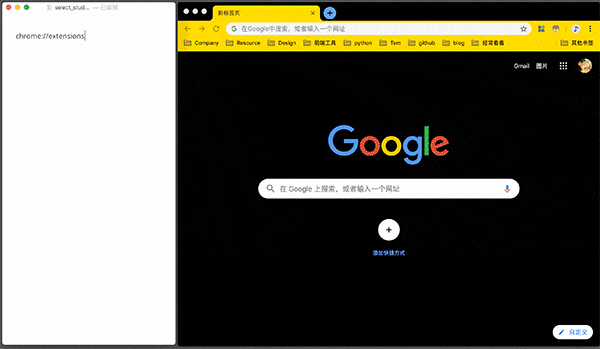 select_stud... — 已编辑
chrome://extensions
新标签页
在Google中搜索，或者输入一个网址
Company Resource Design 前端工具 python Tom github blog 经常看看 其他书签
Gmail 图片
Google
在 Google 上搜索，或者输入一个网址
添加快捷方式
自定义